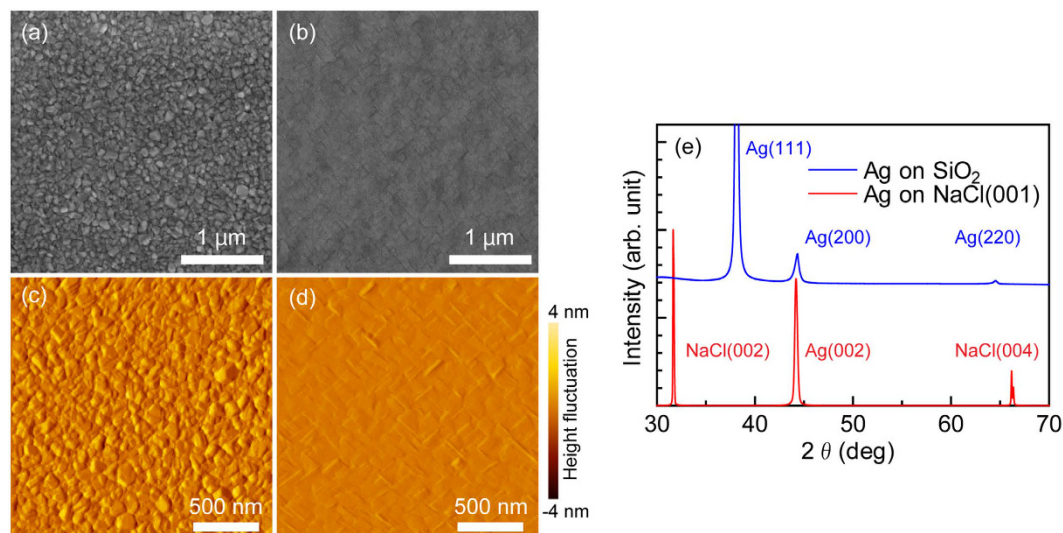 (a)
1 μm
(b)
1 μm
(c)
500 nm
(d)
500 nm
4 nm
Height fluctuation
-4 nm
(e)
Ag(111)
Ag on SiO₂
Ag on NaCl(001)
Ag(200)
Ag(220)
NaCl(002)
Ag(002)
NaCl(004)
Intensity (arb. unit)
30 40 50 60 70
2 θ (deg)